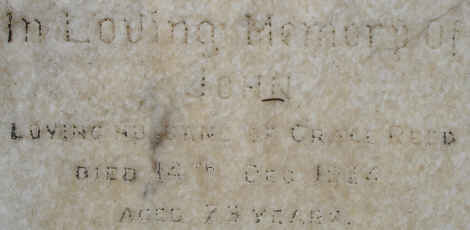 In Loving Memory of
JOHN
LOVING HUSBAND OF GRACE REED
DIED 14TH DEC
AGED YEARS.